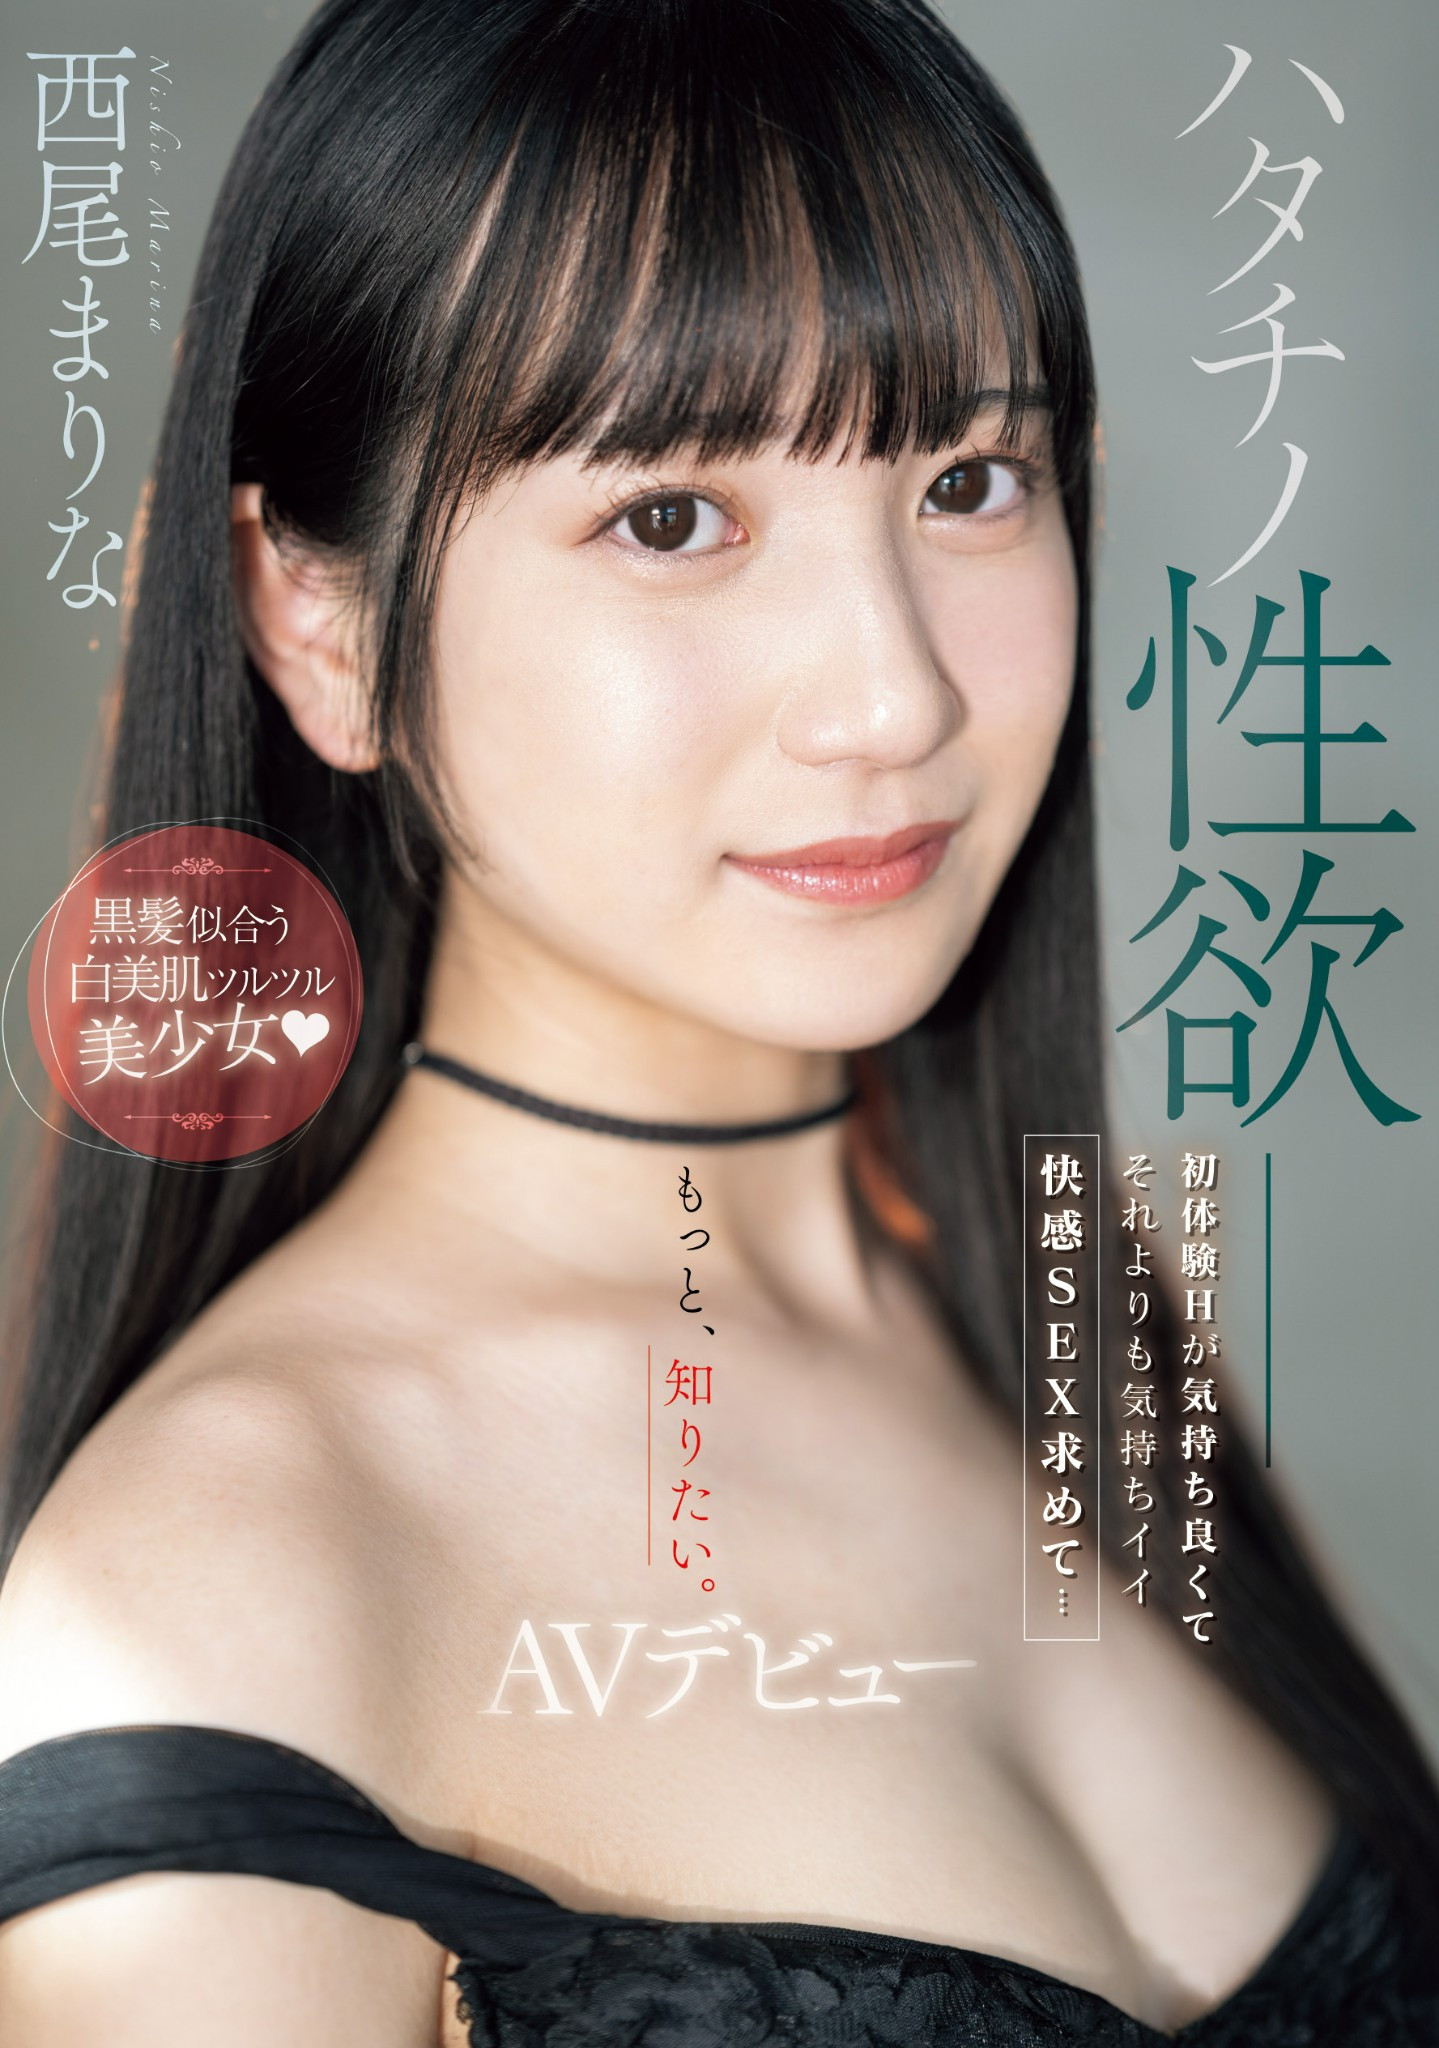 ハタチノ
性欲
初体験Hが気持ち良くて
それよりも気持ちイイ
快感SEX求めて…
西尾まりな
Nishio Marina
黒髪似合う
白美肌ツルツル
美少女♥
もっと、知りたい。
AVデビュー